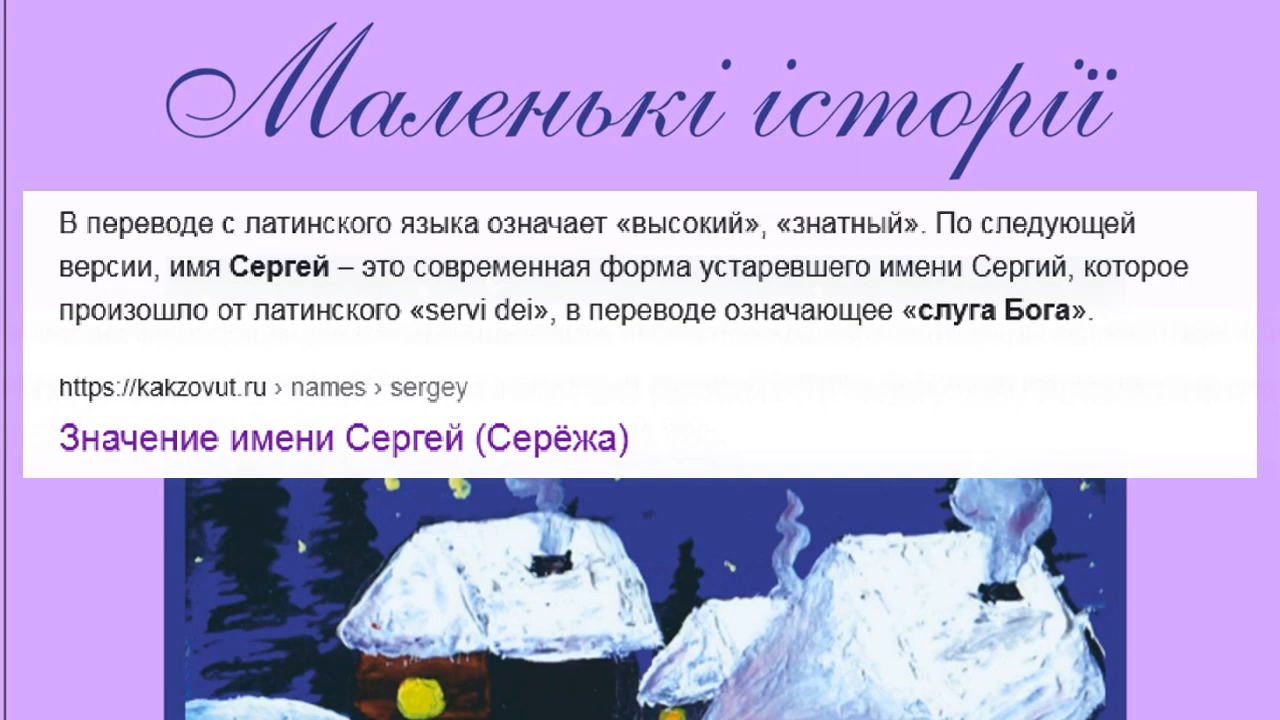 Маленькі історії
В переводе с латинского языка означает «высокий», «знатный». По следующей
версии, имя Сергей – это современная форма устаревшего имени Сергий, которое
произошло от латинского «servi dei», в переводе означающее «слуга Бога».
https://kakzovut.ru › names › sergey
Значение имени Сергей (Серёжа)